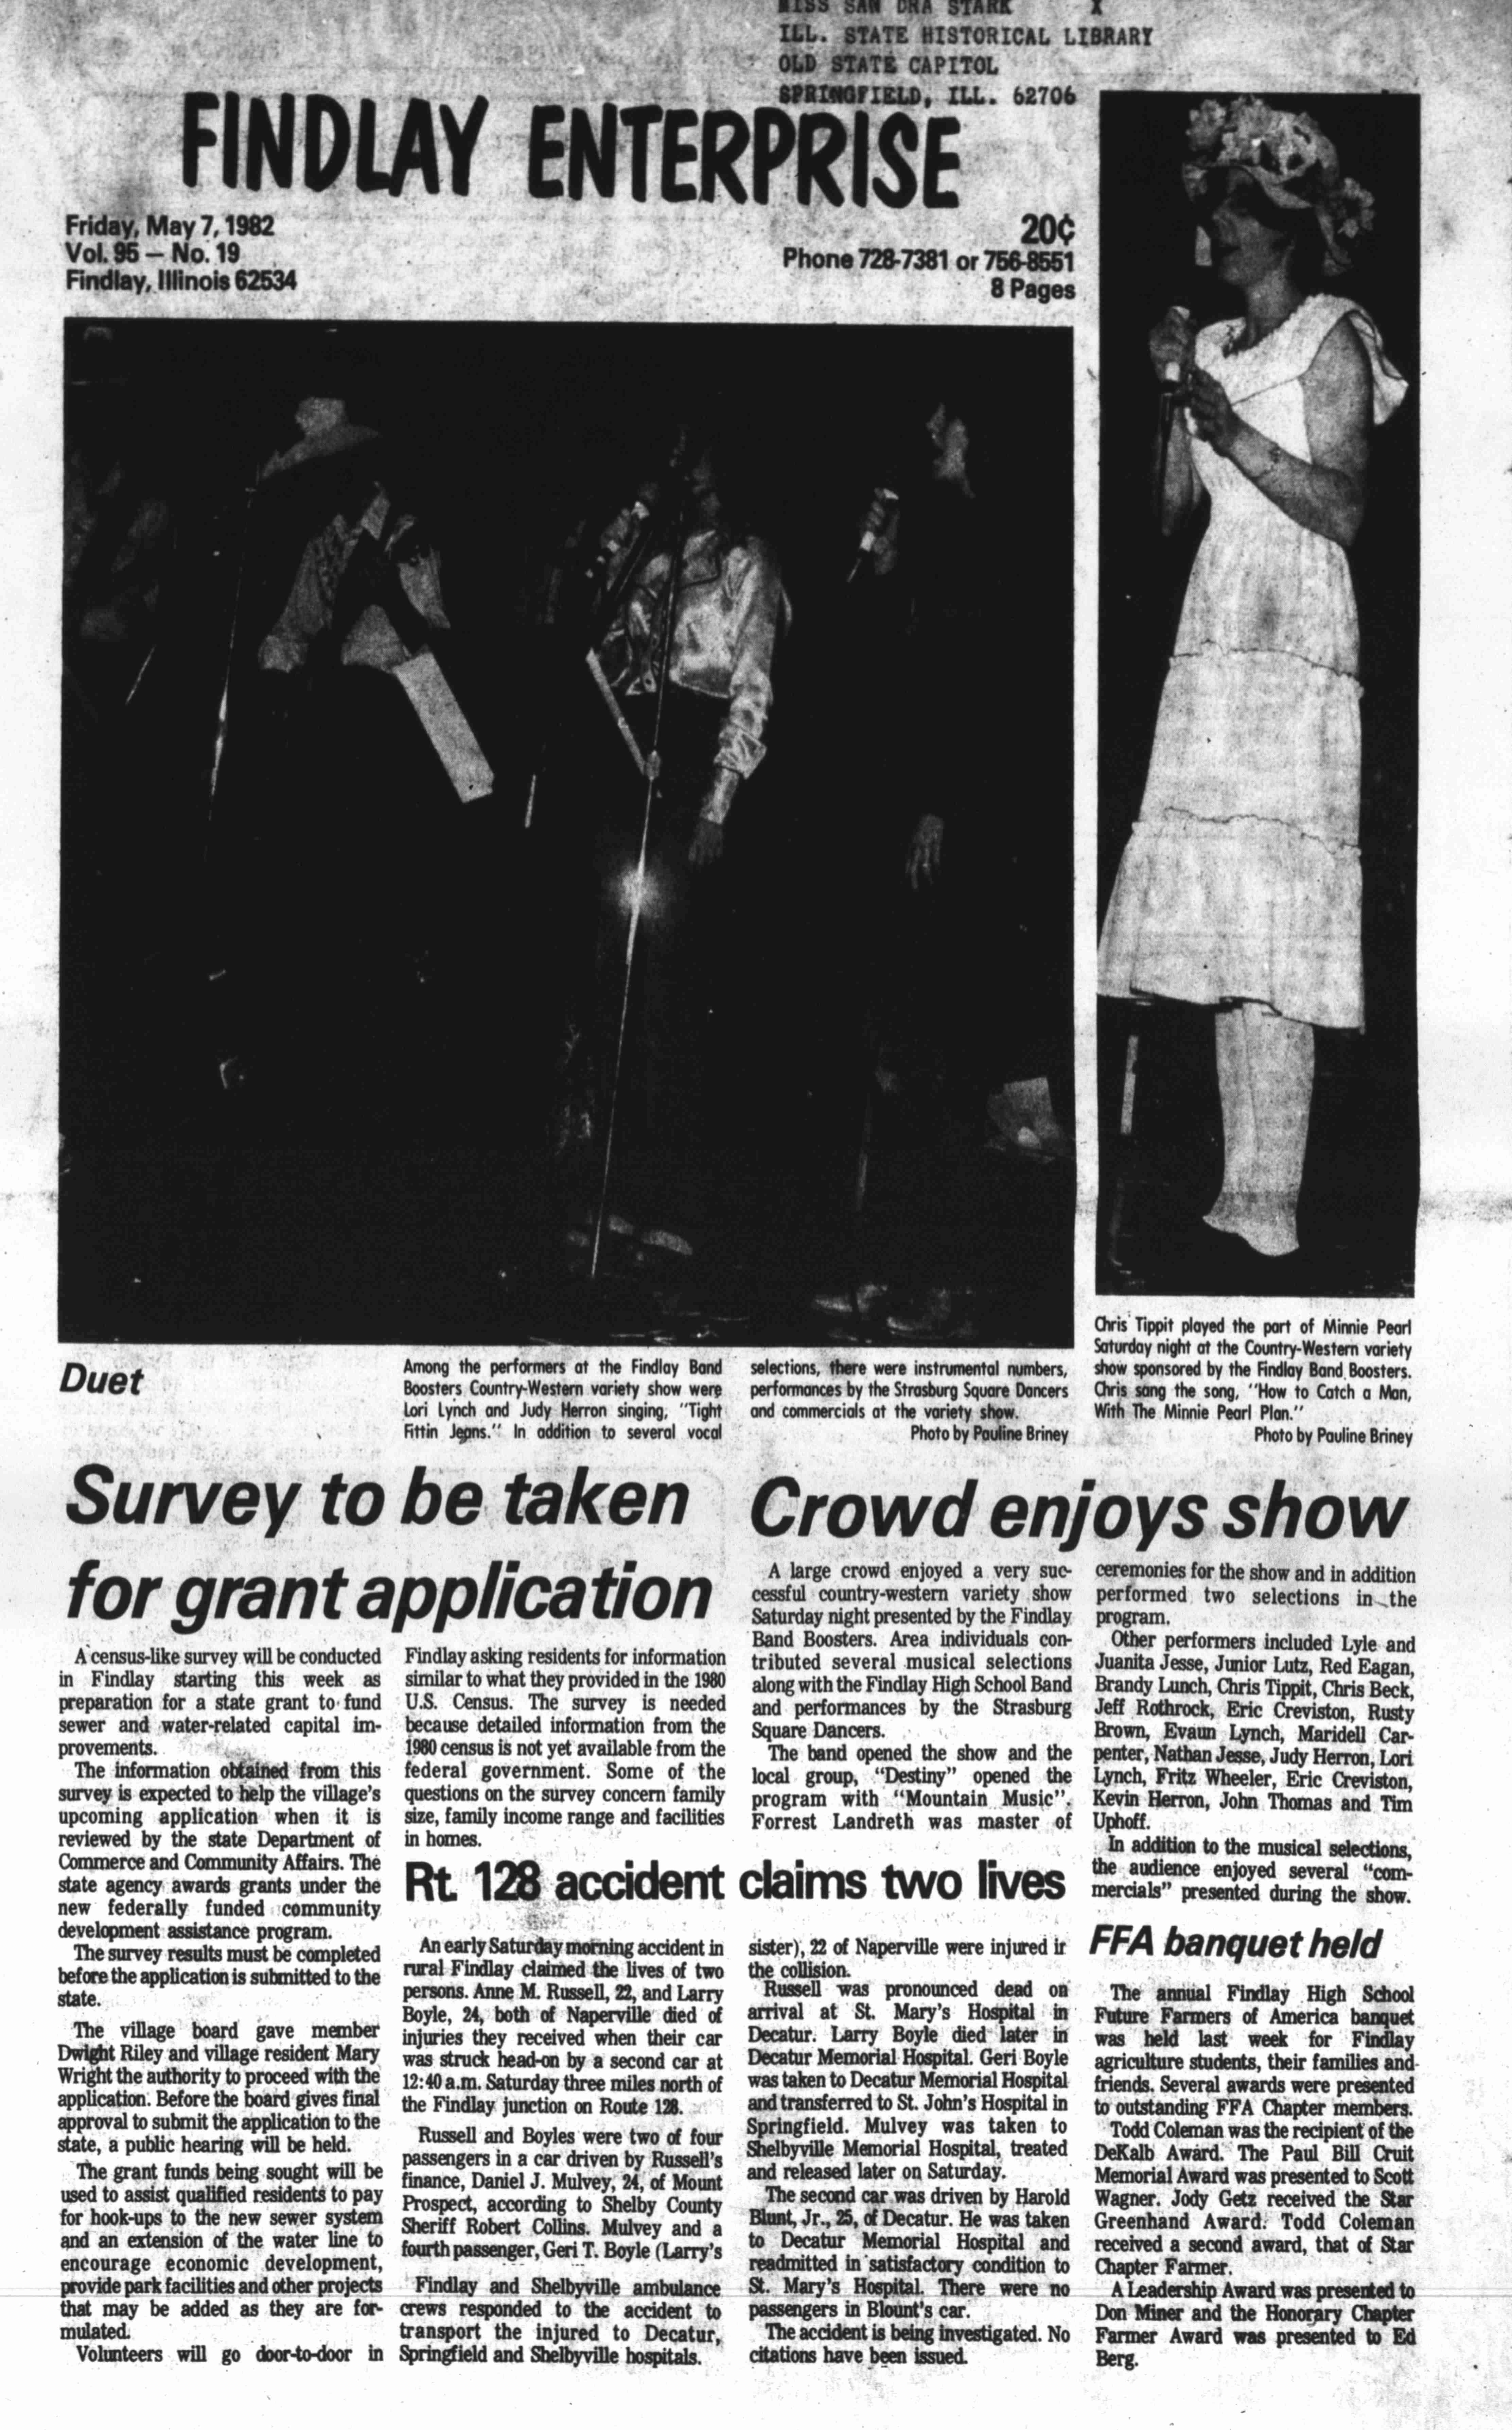 MISS SAN DRA STARK X
ILL. STATE HISTORICAL LIBRARY
OLD STATE CAPITOL
SPRINGFIELD, ILL. 62706
FINDLAY ENTERPRISE
Friday, May 7, 1982
Vol. 95 — No. 19
Findlay, Illinois 62534
20¢
Phone 728-7381 or 756-8551
8 Pages
Duet
Among the performers at the Findlay Band
Boosters Country-Western variety show were
Lori Lynch and Judy Herron singing, "Tight
Fittin Jeans." In addition to several vocal
selections, there were instrumental numbers,
performances by the Strasburg Square Dancers
and commercials at the variety show.
Photo by Pauline Briney
Chris Tippit played the part of Minnie Pearl
Saturday night at the Country-Western variety
show sponsored by the Findlay Band Boosters.
Chris sang the song, "How to Catch a Man,
With The Minnie Pearl Plan."
Photo by Pauline Briney
Survey to be taken
for grant application
A census-like survey will be conducted
in Findlay starting this week as
preparation for a state grant to fund
sewer and water-related capital im-
provements.
The information obtained from this
survey is expected to help the village's
upcoming application when it is
reviewed by the state Department of
Commerce and Community Affairs. The
state agency awards grants under the
new federally funded community
development assistance program.
The survey results must be completed
before the application is submitted to the
state.
The village board gave member
Dwight Riley and village resident Mary
Wright the authority to proceed with the
application. Before the board gives final
approval to submit the application to the
state, a public hearing will be held.
The grant funds being sought will be
used to assist qualified residents to pay
for hook-ups to the new sewer system
and an extension of the water line to
encourage economic development,
provide park facilities and other projects
that may be added as they are for-
mulated.
Volunteers will go door-to-door in
Findlay asking residents for information
similar to what they provided in the 1980
U.S. Census. The survey is needed
because detailed information from the
1980 census is not yet available from the
federal government. Some of the
questions on the survey concern family
size, family income range and facilities
in homes.
Crowd enjoys show
A large crowd enjoyed a very suc-
cessful country-western variety show
Saturday night presented by the Findlay
Band Boosters. Area individuals con-
tributed several musical selections
along with the Findlay High School Band
and performances by the Strasburg
Square Dancers.
The band opened the show and the
local group, "Destiny" opened the
program with "Mountain Music".
Forrest Landreth was master of
ceremonies for the show and in addition
performed two selections in the
program.
Other performers included Lyle and
Juanita Jesse, Junior Lutz, Red Eagan,
Brandy Lunch, Chris Tippit, Chris Beck,
Jeff Rothrock, Eric Creviston, Rusty
Brown, Evaun Lynch, Maridell Car-
penter, Nathan Jesse, Judy Herron, Lori
Lynch, Fritz Wheeler, Eric Creviston,
Kevin Herron, John Thomas and Tim
Uphoff.
In addition to the musical selections,
the audience enjoyed several "com-
mercials" presented during the show.
Rt. 128 accident claims two lives
An early Saturday morning accident in
rural Findlay claimed the lives of two
persons. Anne M. Russell, 22, and Larry
Boyle, 24, both of Naperville died of
injuries they received when their car
was struck head-on by a second car at
12:40 a.m. Saturday three miles north of
the Findlay junction on Route 128.
Russell and Boyles were two of four
passengers in a car driven by Russell's
finance, Daniel J. Mulvey, 24, of Mount
Prospect, according to Shelby County
Sheriff Robert Collins. Mulvey and a
fourth passenger, Geri T. Boyle (Larry's
Findlay and Shelbyville ambulance
crews responded to the accident to
transport the injured to Decatur,
Springfield and Shelbyville hospitals.
sister), 22 of Naperville were injured ir
the collision.
Russell was pronounced dead on
arrival at St. Mary's Hospital in
Decatur. Larry Boyle died later in
Decatur Memorial Hospital. Geri Boyle
was taken to Decatur Memorial Hospital
and transferred to St. John's Hospital in
Springfield. Mulvey was taken to
Shelbyville Memorial Hospital, treated
and released later on Saturday.
The second car was driven by Harold
Blunt, Jr., 25, of Decatur. He was taken
to Decatur Memorial Hospital and
readmitted in satisfactory condition to
St. Mary's Hospital. There were no
passengers in Blount's car.
The accident is being investigated. No
citations have been issued.
FFA banquet held
The annual Findlay High School
Future Farmers of America banquet
was held last week for Findlay
agriculture students, their families and
friends. Several awards were presented
to outstanding FFA Chapter members.
Todd Coleman was the recipient of the
DeKalb Award. The Paul Bill Cruit
Memorial Award was presented to Scott
Wagner. Jody Getz received the Star
Greenhand Award. Todd Coleman
received a second award, that of Star
Chapter Farmer.
A Leadership Award was presented to
Don Miner and the Honorary Chapter
Farmer Award was presented to Ed
Berg.